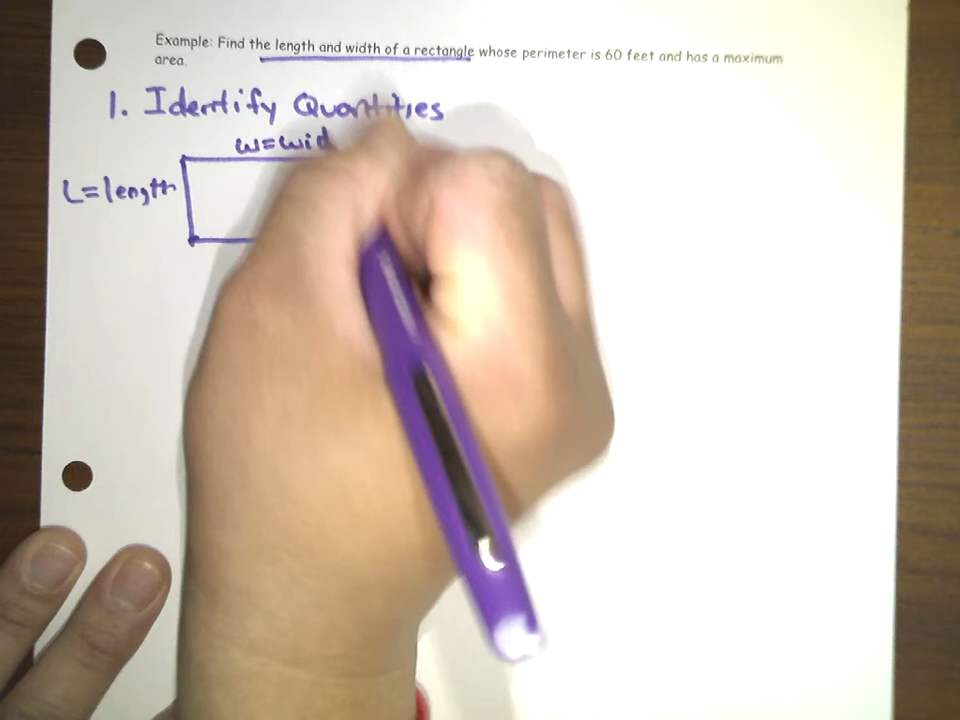 Example: Find the length and width of a rectangle whose perimeter is 60 feet and has a maximum
area.
1. Identify Quantities
w=wid
L=length